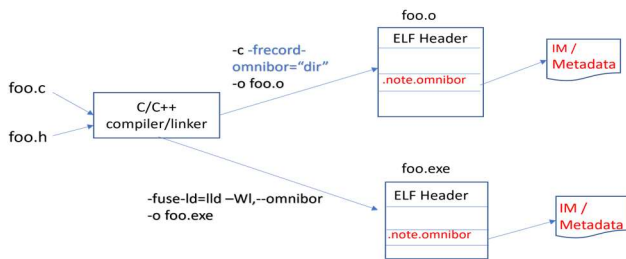 foo.o
ELF Header
.note.omnibor
IM /
Metadata
-c -frecord-
omnibor="dir"
-o foo.o
foo.c
foo.h
C/C++
compiler/linker
foo.exe
-fuse-ld=lld –Wl,--omnibor
-o foo.exe
ELF Header
.note.omnibor
IM /
Metadata